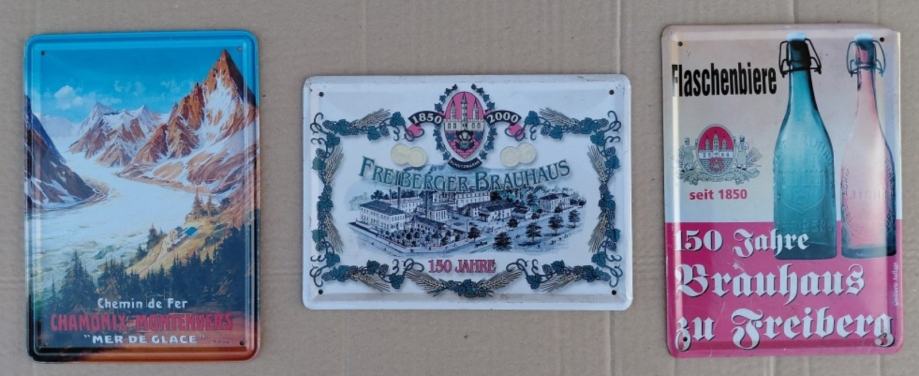 Chemin de Fer
CHAMONIX-MONTENVERS
"MER DE GLACE"
1850 2000
FREIBERGER BRAUHAUS
150 JAHRE
Flaschenbiere
seit 1850
150 Jahre
Brauhaus
zu Freiberg